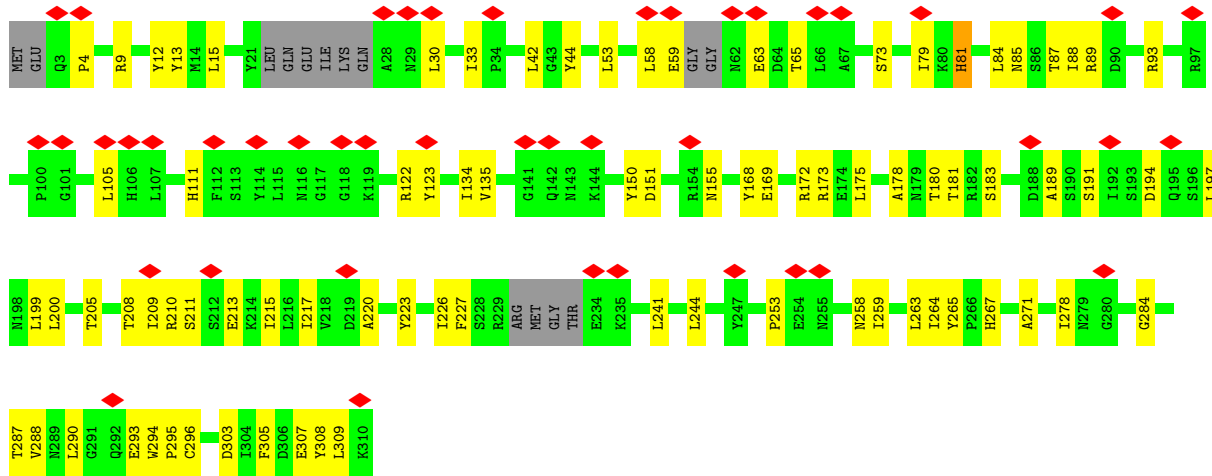 MET GLU Q3 P4 R9 Y12 Y13 M14 L15 Y21 LEU GLN GLU ILE LYS GLN A28 N29 L30 I33 P34 L42 G43 Y44 L53 L58 E59 GLY GLY N62 E63 D64 T65 L66 A67 S73 I79 K80 H81 L84 N85 S86 T87 I88 R89 D90 R93 R97
P100 G101 L105 H106 L107 H111 F112 S113 Y114 L115 N116 G117 G118 K119 R122 Y123 I134 V135 G141 Q142 N143 K144 Y150 D151 R154 N155 Y168 E169 R172 R173 E174 L175 A178 N179 T180 T181 R182 S183 D188 A189 S190 S191 I192 S193 D194 Q195 S196 L197
N198 L199 L200 T205 T208 I209 R210 S211 S212 E213 K214 I215 L216 I217 V218 D219 A220 Y223 I226 F227 S228 R229 ARG MET GLY THR E234 K235 L241 L244 Y247 P253 E254 N255 N258 I259 L263 I264 Y265 P266 H267 A271 I278 N279 G280 G284
T287 V288 N289 L290 G291 Q292 E293 W294 P295 C296 D303 I304 F305 D306 E307 Y308 L309 K310